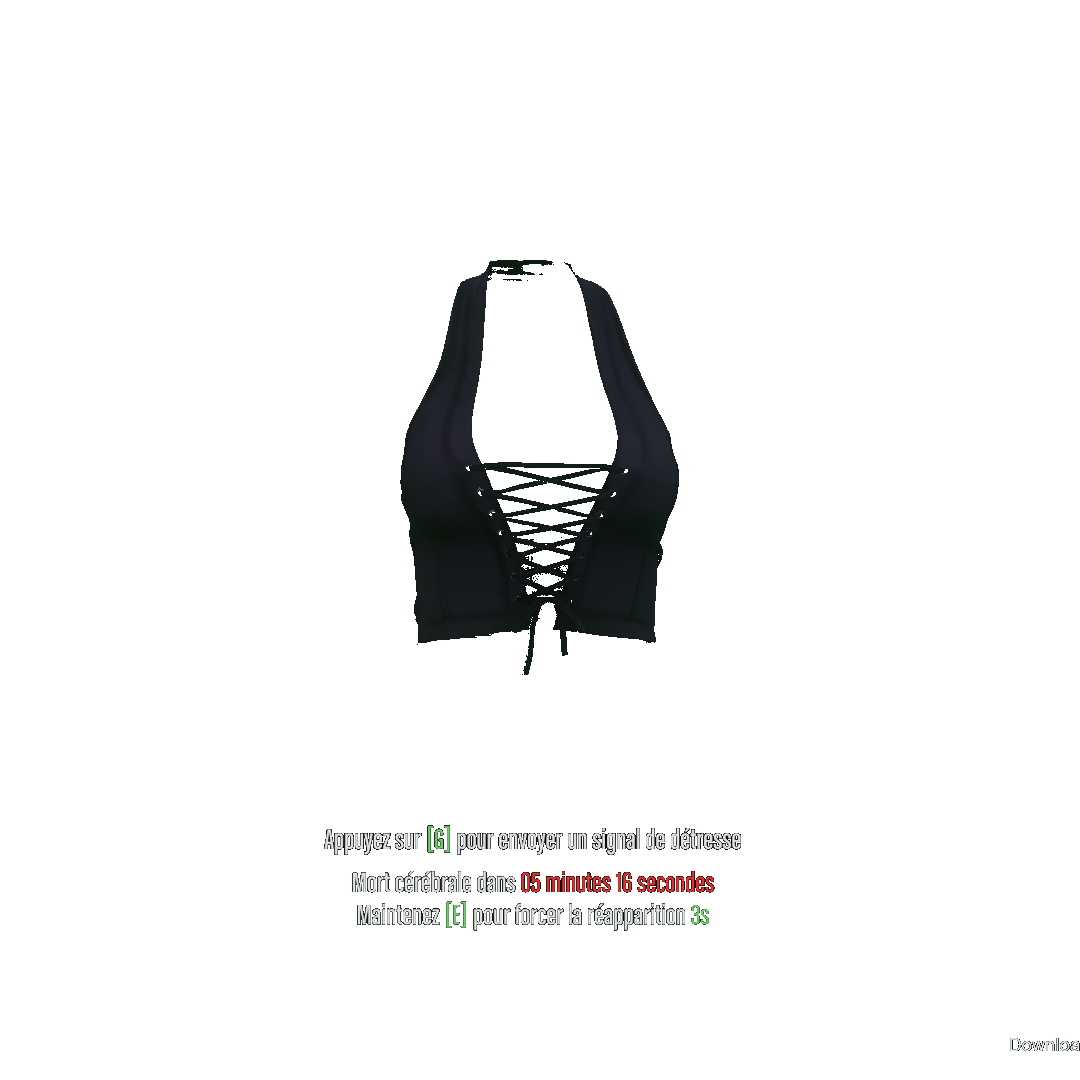 Appuyez sur [G] pour envoyer un signal de détresse
Mort cérébrale dans 05 minutes 16 secondes
Maintenez [E] pour forcer la réapparition 3s
Downloa